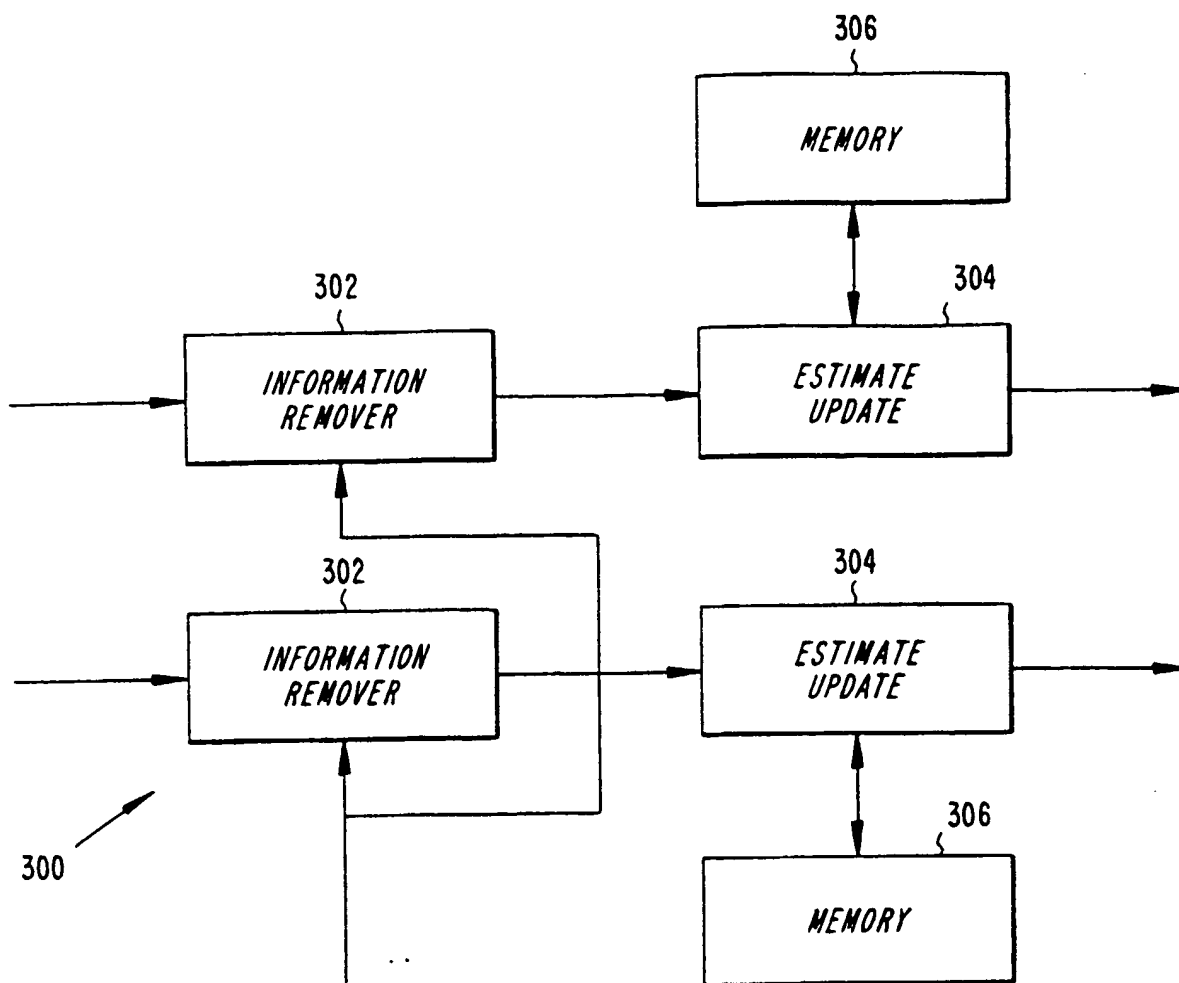 306
MEMORY
302
304
INFORMATION
REMOVER
ESTIMATE
UPDATE
302
304
INFORMATION
REMOVER
ESTIMATE
UPDATE
300
306
MEMORY